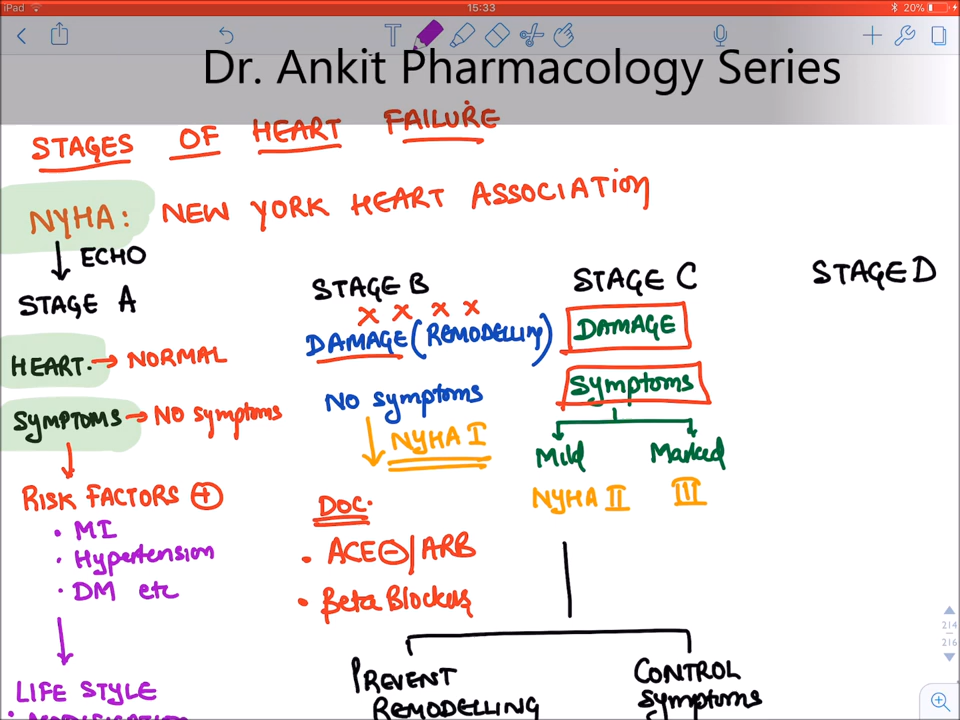 iPad 15:33 20%
T
Dr. Ankit Pharmacology Series
STAGES OF HEART FAILURE
NYHA: NEW YORK HEART ASSOCIATION
↓ ECHO
STAGE A
HEART. → NORMAL
SYMPTOMS → NO symptoms
RISK FACTORS +
· MI
· Hypertension
· DM etc
LIFE STYLE
· MODIFICATION
STAGE B
x x x x
DAMAGE (REMODELLING)
NO symptoms
NYHA I
DOC.
· ACE⊖/ARB
· Beta Blockers
STAGE C
DAMAGE
Symptoms
Mild Marked
NYHA II III
PREVENT REMODELLING
CONTROL symptoms
STAGE D
214
216